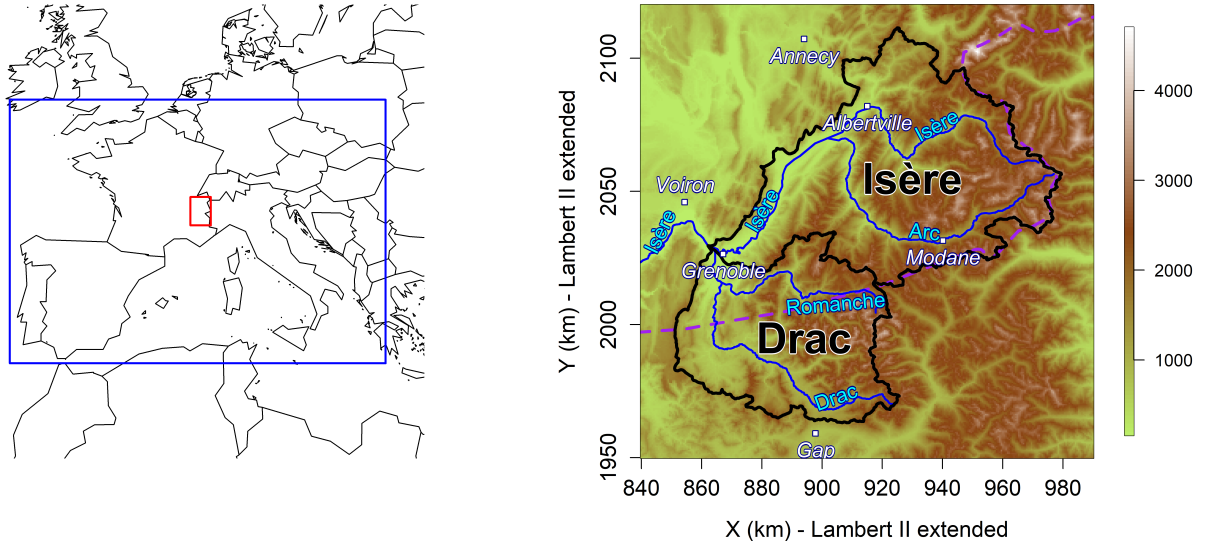 Y (km) - Lambert II extended
2100
2050
2000
1950
Annecy
Albertville
Isère
Isère
Voiron
Isère
Isère
Arc
Modane
Grenoble
Romanche
Drac
Drac
Gap
840
860
880
900
920
940
960
980
X (km) - Lambert II extended
4000
3000
2000
1000